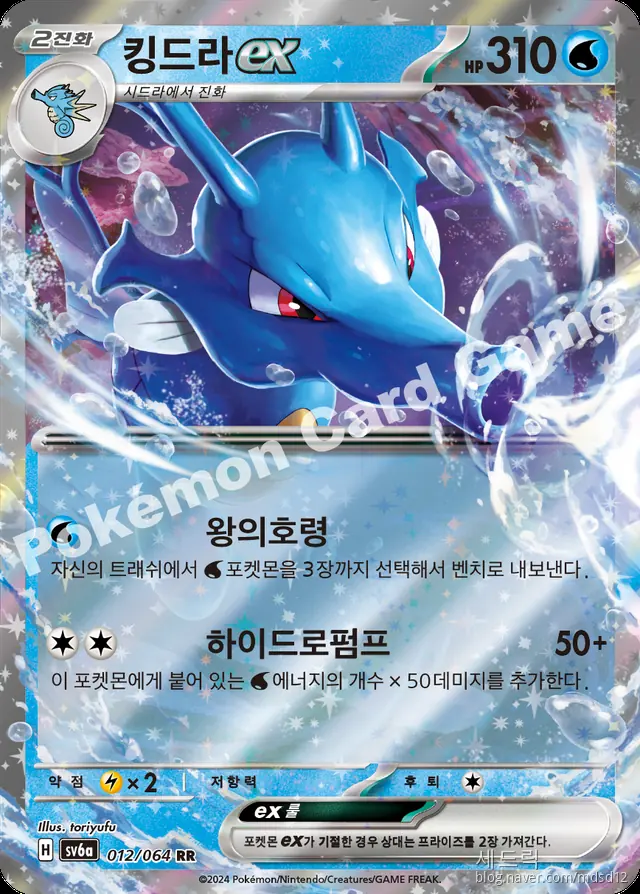 2진화
킹드라ex HP310
시드라에서 진화
Pokémon Card Game
왕의호령
자신의 트래쉬에서 포켓몬을 3장까지 선택해서 벤치로 내보낸다.
하이드로펌프 50+
이 포켓몬에게 붙어 있는 에너지의 개수 × 50데미지를 추가한다.
약점 ×2 저항력 후퇴
ex룰
포켓몬 ex가 기절한 경우 상대는 프라이즈를 2장 가져간다.
Illus. toriyufu
H sv6a 012/064 RR
©2024 Pokémon/Nintendo/Creatures/GAME FREAK.
세드릭
blog.naver.com/mdsd12